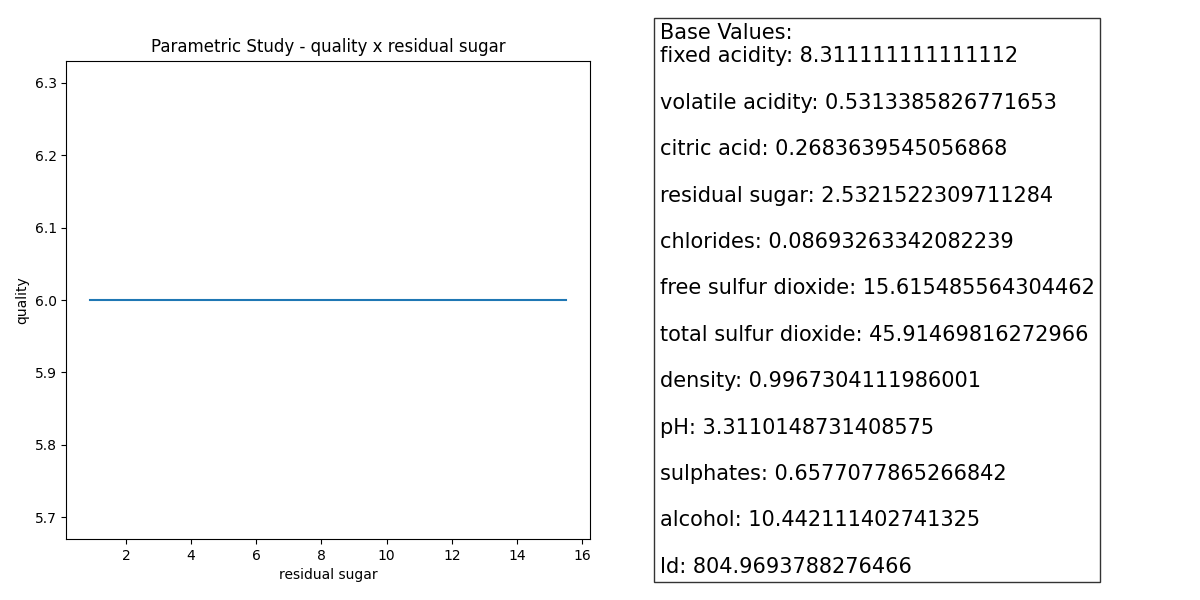 Parametric Study - quality x residual sugar
6.3
6.2
6.1
6.0
5.9
5.8
5.7
quality
2 4 6 8 10 12 14 16
residual sugar
Base Values:
fixed acidity: 8.311111111111112
volatile acidity: 0.5313385826771653
citric acid: 0.2683639545056868
residual sugar: 2.5321522309711284
chlorides: 0.08693263342082239
free sulfur dioxide: 15.615485564304462
total sulfur dioxide: 45.91469816272966
density: 0.9967304111986001
pH: 3.3110148731408575
sulphates: 0.6577077865266842
alcohol: 10.442111402741325
Id: 804.9693788276466